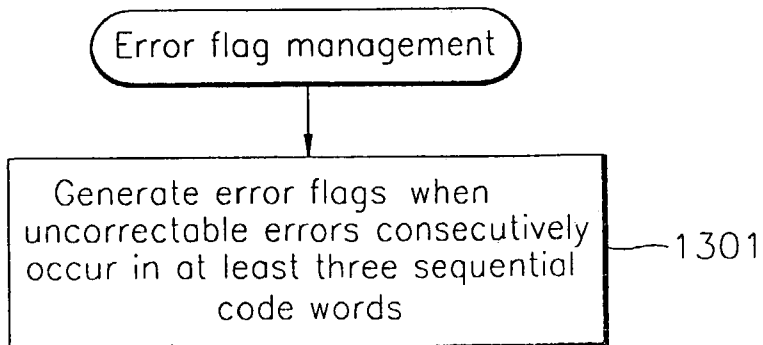 Error flag management
Generate error flags when
uncorrectable errors consecutively
occur in at least three sequential
code words
1301